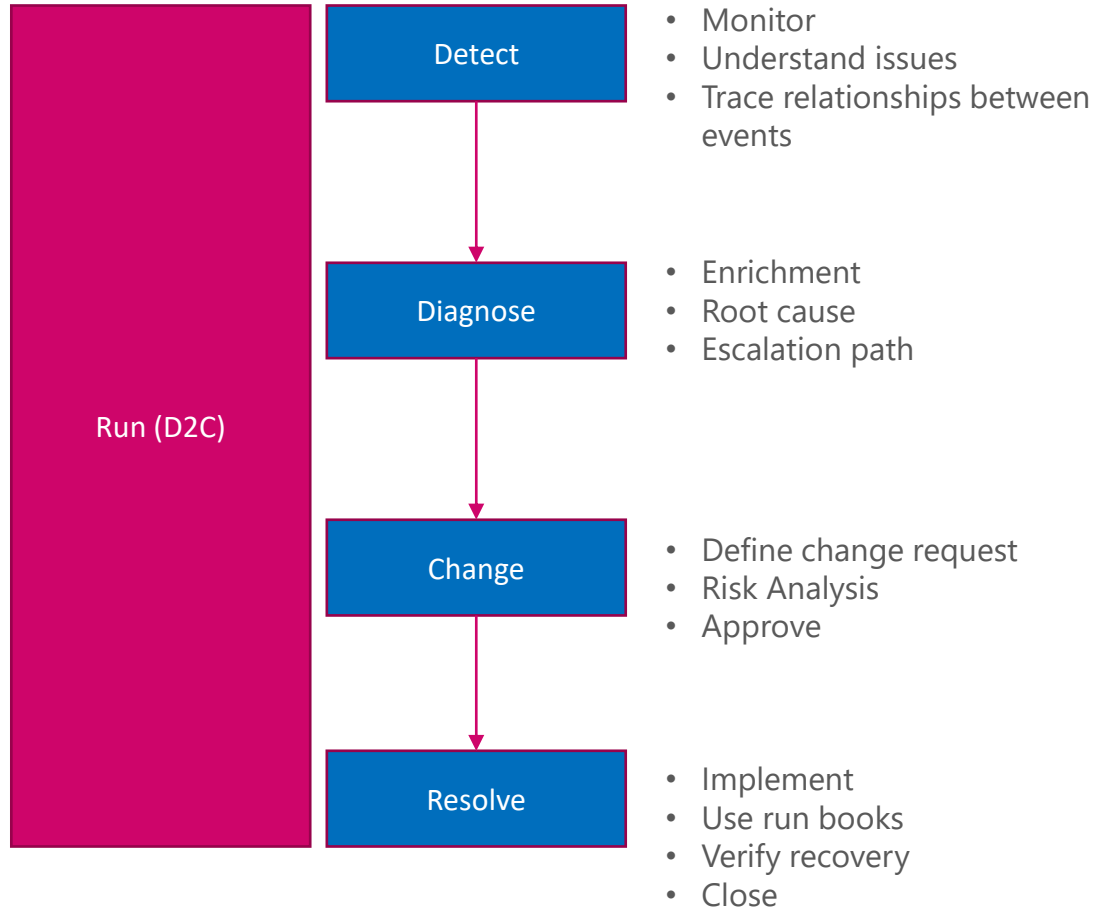 Run (D2C)
Detect
• Monitor
• Understand issues
• Trace relationships between
events
Diagnose
• Enrichment
• Root cause
• Escalation path
Change
• Define change request
• Risk Analysis
• Approve
Resolve
• Implement
• Use run books
• Verify recovery
• Close